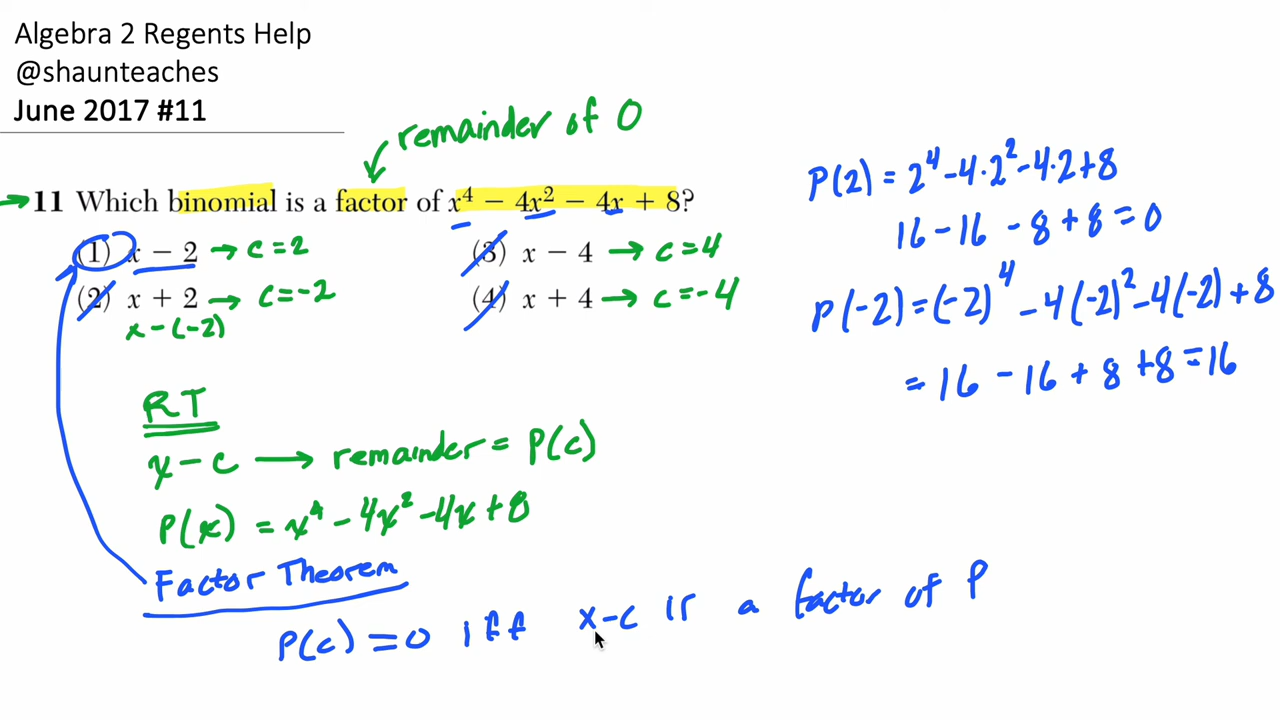 Algebra 2 Regents Help
@shaunteaches
June 2017 #11
remainder of 0
11 Which binomial is a factor of x⁴ − 4x² − 4x + 8?
(1) x − 2 → c = 2
(3) x − 4 → c = 4
(2) x + 2 → c = -2
(4) x + 4 → c = -4
x - (-2)
P(2) = 2⁴ - 4·2² - 4·2 + 8
16 - 16 - 8 + 8 = 0
P(-2) = (-2)⁴ - 4(-2)² - 4(-2) + 8
= 16 - 16 + 8 + 8 = 16
RT
x - c → remainder = P(c)
P(x) = x⁴ - 4x² - 4x + 8
Factor Theorem
P(c) = 0 iff x - c is a factor of P